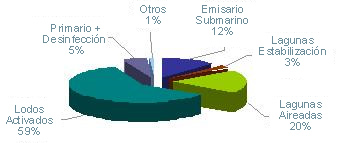 Otros
1%
Emisario
Submarino
12%
Primario +
Desinfección
5%
Lagunas
Estabilización
3%
Lodos
Activados
59%
Lagunas
Aireadas
20%